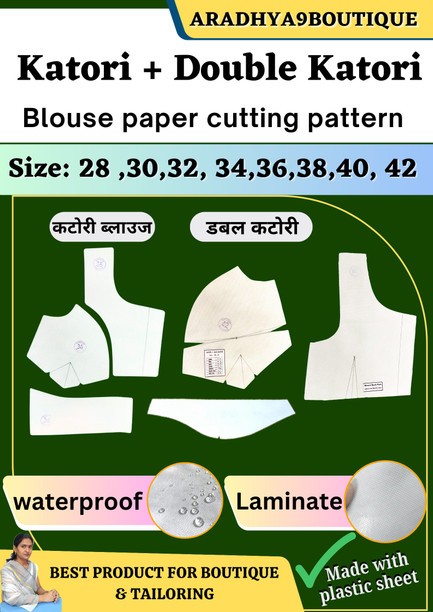 ARADHYA9BOUTIQUE
Katori + Double Katori
Blouse paper cutting pattern
Size: 28 ,30,32, 34,36,38,40, 42
कटोरी ब्लाउज
डबल कटोरी
waterproof
Laminate
Made with
plastic sheet
BEST PRODUCT FOR BOUTIQUE
& TAILORING